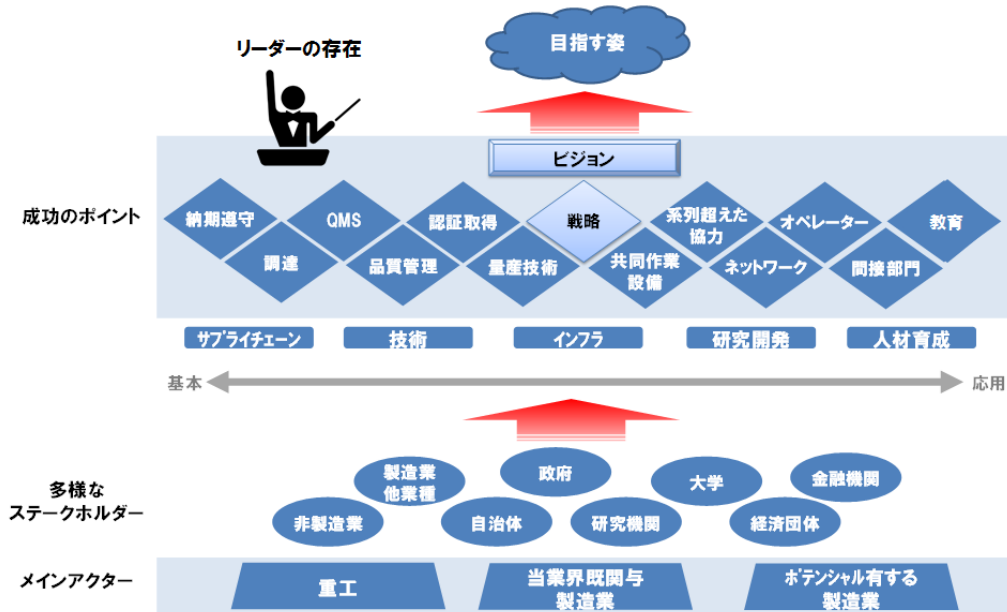 目指す姿
リーダーの存在
ビジョン
成功のポイント
納期遵守
QMS
認証取得
戦略
系列超えた
協力
オペレーター
教育
調達
品質管理
量産技術
共同作業
設備
ネットワーク
間接部門
サプライチェーン
技術
インフラ
研究開発
人材育成
基本
応用
多様な
ステークホルダー
製造業
他業種
政府
大学
金融機関
非製造業
自治体
研究機関
経済団体
メインアクター
重工
当業界既関与
製造業
ポテンシャル有する
製造業